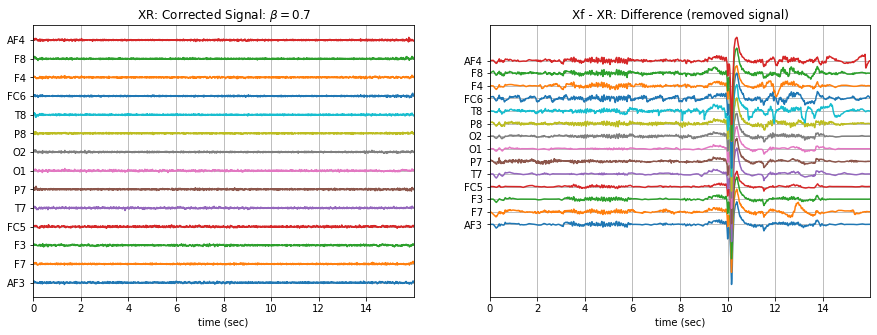 XR: Corrected Signal: β = 0.7
AF4
F8
F4
FC6
T8
P8
O2
O1
P7
T7
FC5
F3
F7
AF3
0 2 4 6 8 10 12 14
time (sec)
Xf - XR: Difference (removed signal)
AF4
F8
F4
FC6
T8
P8
O2
O1
P7
T7
FC5
F3
F7
AF3
0 2 4 6 8 10 12 14
time (sec)